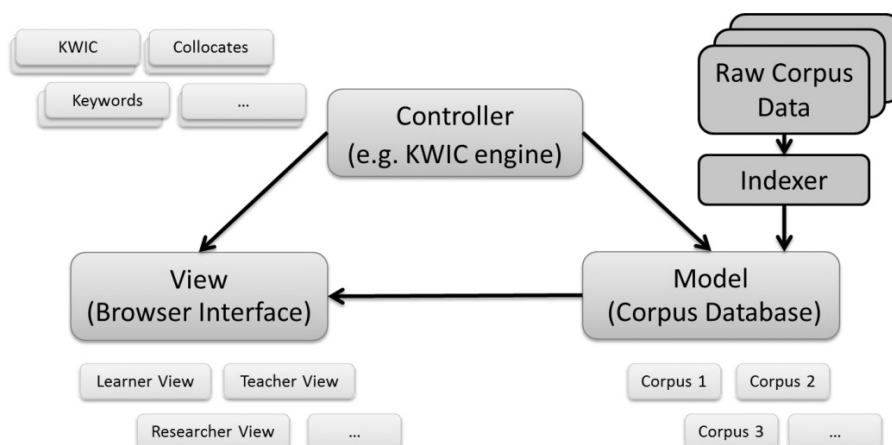 KWIC
Collocates
Keywords
...
Controller
(e.g. KWIC engine)
Raw Corpus
Data
Indexer
View
(Browser Interface)
Model
(Corpus Database)
Learner View
Teacher View
Researcher View
...
Corpus 1
Corpus 2
Corpus 3
...